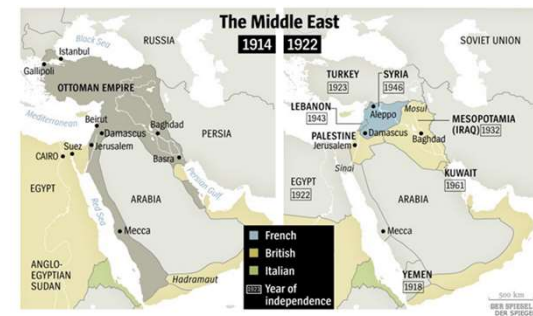 The Middle East
1914
1922
Black Sea
RUSSIA
Istanbul
Gallipoli
OTTOMAN EMPIRE
Mediterranean
Beirut
Damascus
Baghdad
PERSIA
Suez
CAIRO
Jerusalem
Basra
Persian Gulf
EGYPT
Red Sea
ARABIA
Mecca
ANGLO-
EGYPTIAN
SUDAN
Hadramaut
SOVIET UNION
TURKEY
1923
SYRIA
1946
LEBANON
1943
Aleppo
Mosul
MESOPOTAMIA
(IRAQ) 1932
PALESTINE
Damascus
Jerusalem
Baghdad
Sinai
KUWAIT
1961
EGYPT
1922
ARABIA
Mecca
YEMEN
1918
French
British
Italian
Year of
independence
500 km
DER SPIEGEL